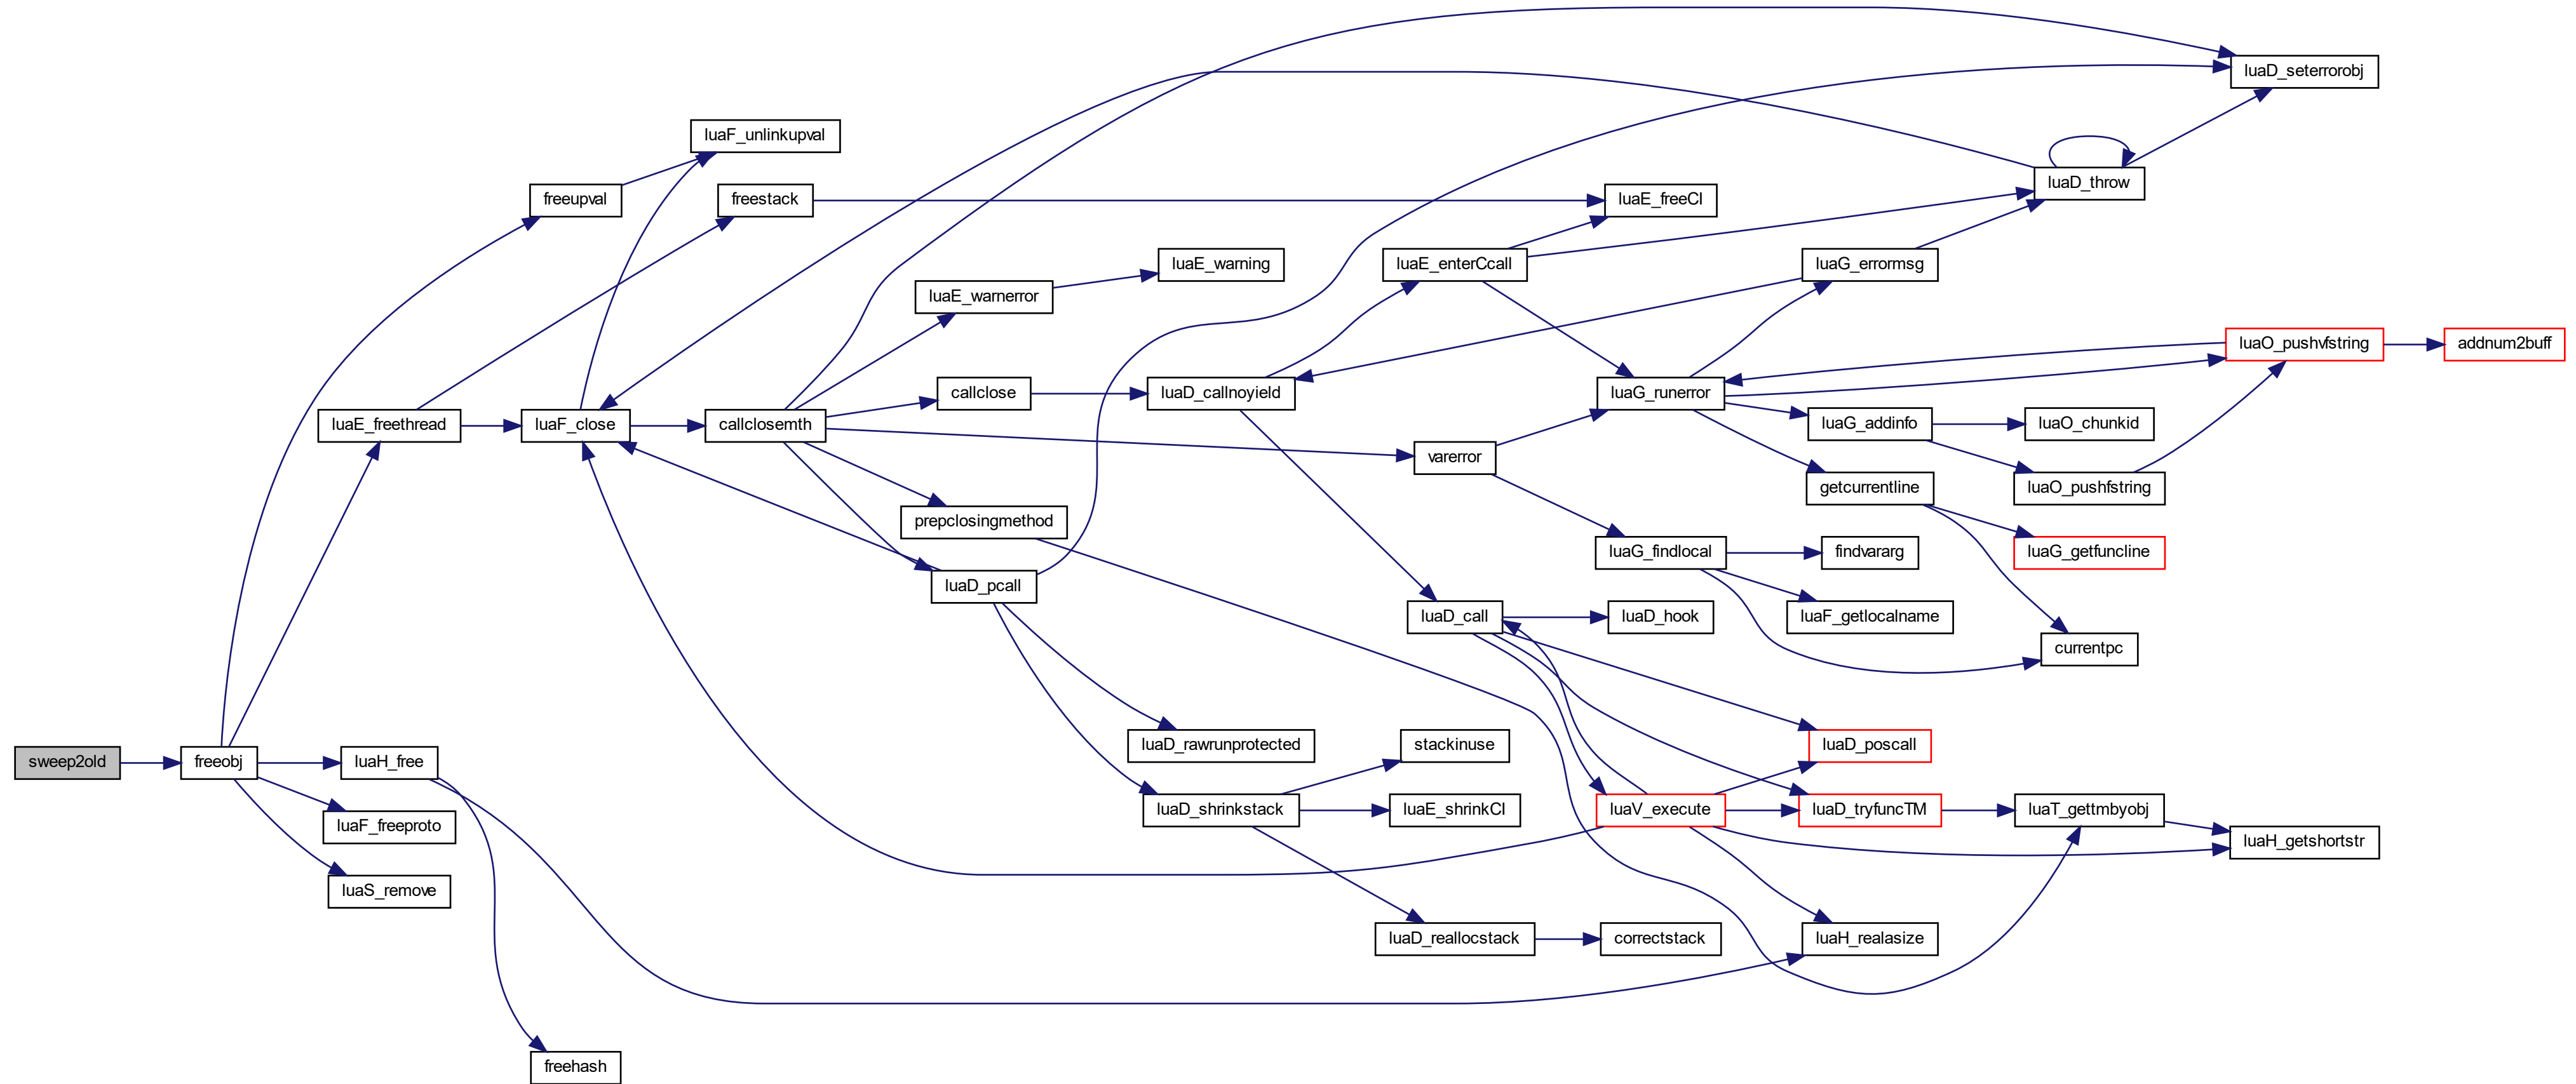 luaD_seterrorobj
luaF_unlinkupval
luaD_throw
freeupval
freestack
luaE_freeCI
luaE_warning
luaE_enterCcall
luaG_errormsg
luaE_warnerror
luaO_pushvfstring
addnum2buff
callclose
luaD_callnoyield
luaG_runerror
luaE_freethread
luaF_close
callclosemth
luaG_addinfo
luaO_chunkid
varerror
getcurrentline
luaO_pushfstring
prepclosingmethod
luaG_findlocal
findvararg
luaG_getfuncline
luaD_pcall
luaD_call
luaD_hook
luaF_getlocalname
currentpc
luaD_rawrunprotected
stackinuse
luaD_poscall
sweep2old
freeobj
luaH_free
luaD_shrinkstack
luaE_shrinkCI
luaV_execute
luaD_tryfuncTM
luaT_gettmbyobj
luaF_freeproto
luaH_getshortstr
luaS_remove
luaD_reallocstack
correctstack
luaH_realasize
freehash